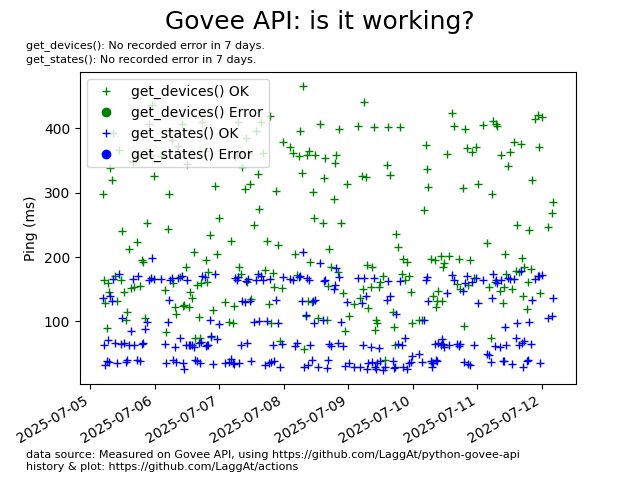 Govee API: is it working?
get_devices(): No recorded error in 7 days.
get_states(): No recorded error in 7 days.
get_devices() OK
get_devices() Error
get_states() OK
get_states() Error
400
300
200
100
Ping (ms)
2025-07-05
2025-07-06
2025-07-07
2025-07-08
2025-07-09
2025-07-10
2025-07-11
2025-07-12
data source: Measured on Govee API, using https://github.com/LaggAt/python-govee-api
history & plot: https://github.com/LaggAt/actions